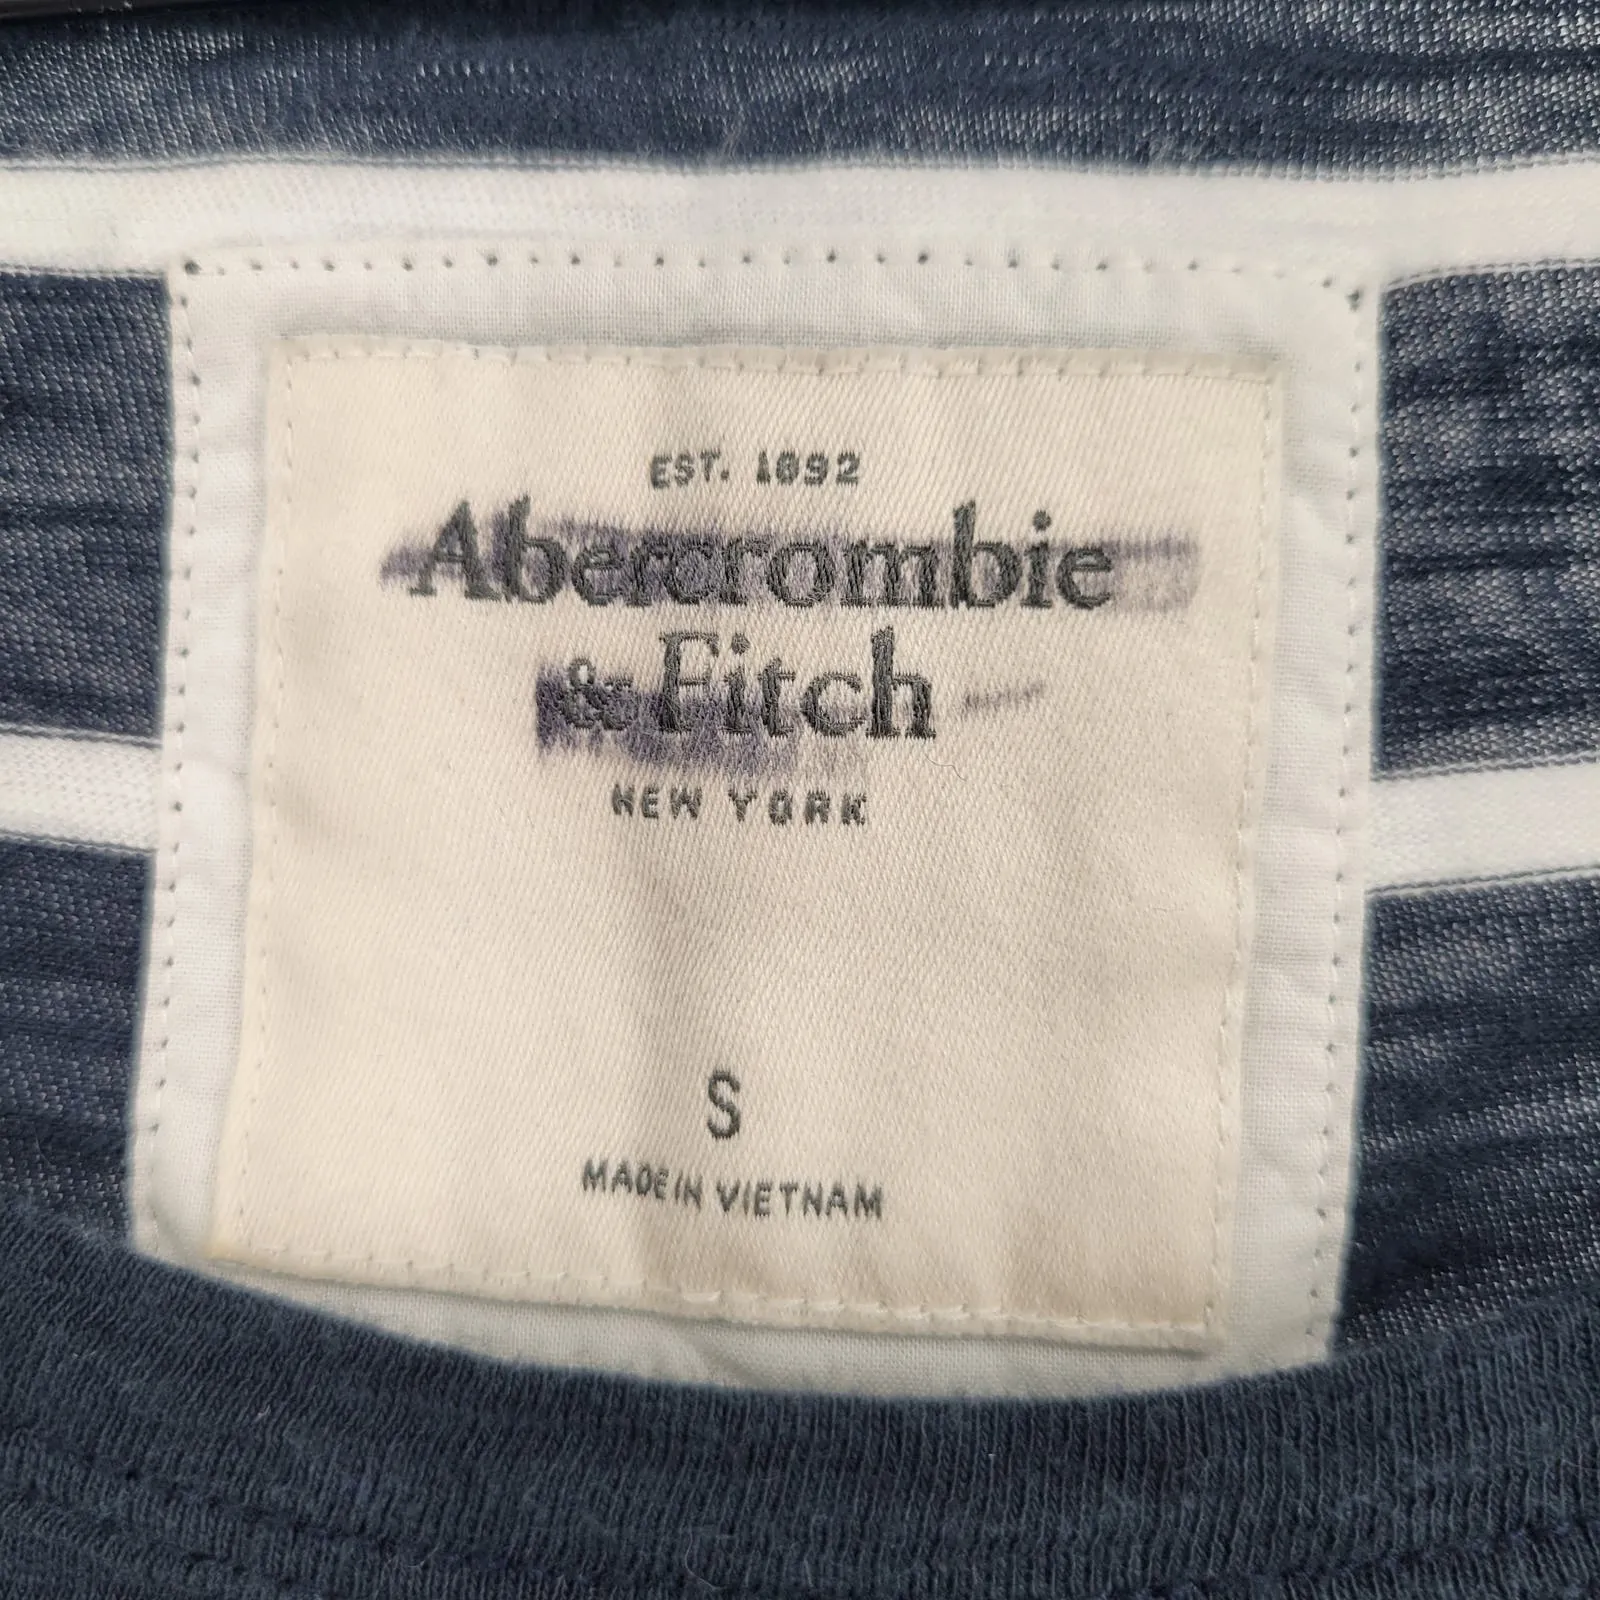 EST. 1892
Abercrombie
& Fitch
NEW YORK
S
MADE IN VIETNAM